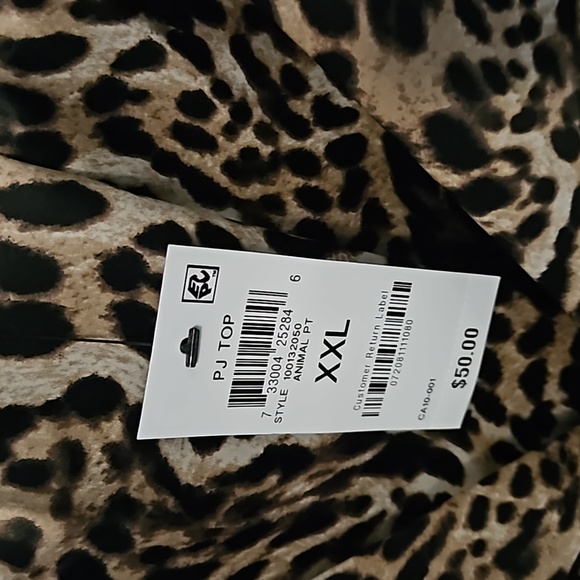 PJ TOP
7 33004 25284 6
STYLE 100132050
ANIMAL PT
XXL
Customer Return Label
072081111080
CA10-001
$50.00